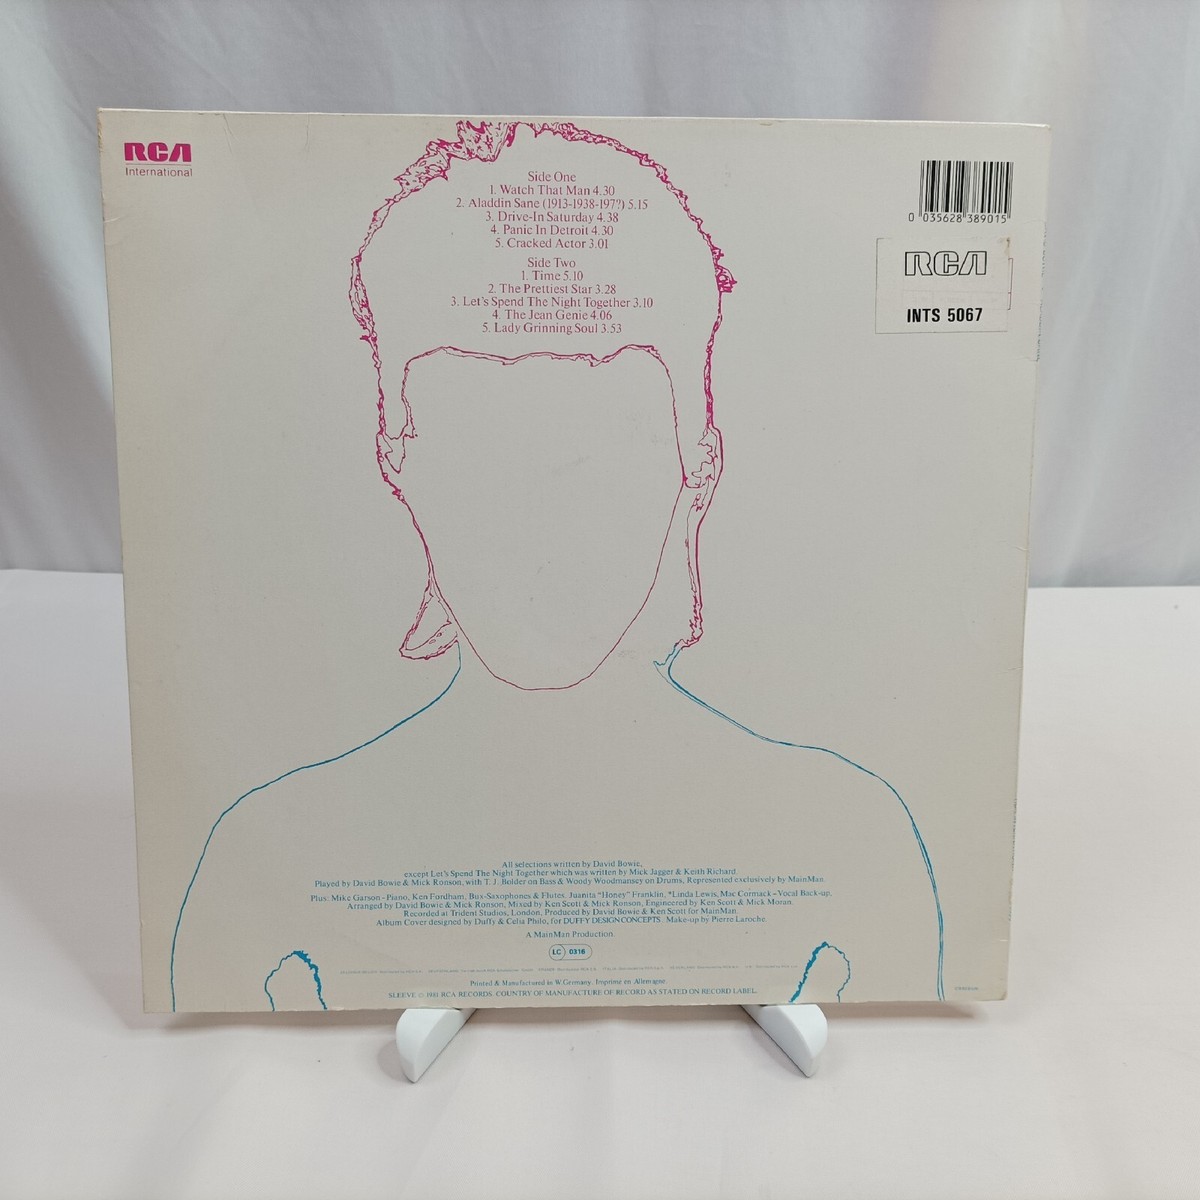 RCA
International
Side One
1. Watch That Man 4.30
2. Aladdin Sane (1913-1938-197?) 5.15
3. Drive-In Saturday 4.38
4. Panic In Detroit 4.30
5. Cracked Actor 3.01
Side Two
1. Time 5.10
2. The Prettiest Star 3.28
3. Let's Spend The Night Together 3.10
4. The Jean Genie 4.06
5. Lady Grinning Soul 3.53
0 035628 389015
RCA
INTS 5067
All selections written by David Bowie,
except Let's Spend The Night Together which was written by Mick Jagger & Keith Richard.
Played by David Bowie & Mick Ronson, with T. J. Bolder on Bass & Woody Woodmansey on Drums, Represented exclusively by MainMan.
Plus: Mike Garson - Piano, Ken Fordham, Bux-Saxophones & Flutes, Juanita "Honey" Franklin, *Linda Lewis, Mac Cormack - Vocal Back-up,
Arranged by David Bowie & Mick Ronson, Mixed by Ken Scott & Mick Ronson, Engineered by Ken Scott & Mick Moran.
Recorded at Trident Studios, London, Produced by David Bowie & Ken Scott for MainMan.
Album Cover designed by Duffy & Celia Philo, for DUFFY DESIGN CONCEPTS. Make-up by Pierre Laroche.
A MainMan Production.
LC 0316
Printed & Manufactured in W. Germany. Imprimé en Allemagne.
SLEEVE © 1981 RCA RECORDS COUNTRY OF MANUFACTURE OF RECORD AS STATED ON RECORD LABEL.